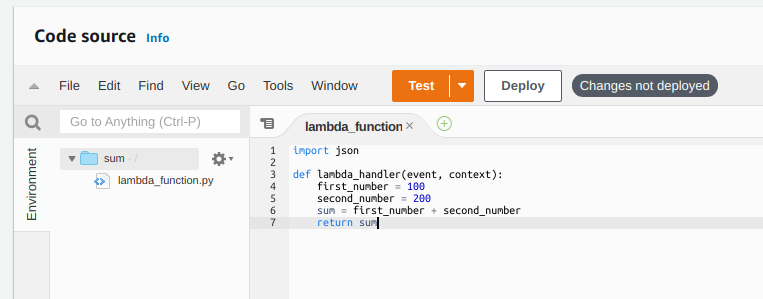 Code source Info
File Edit Find View Go Tools Window Test Deploy Changes not deployed
Go to Anything (Ctrl-P)
lambda_function
Environment
sum - /
lambda_function.py
1 import json
2
3 def lambda_handler(event, context):
4 first_number = 100
5 second_number = 200
6 sum = first_number + second_number
7 return sum